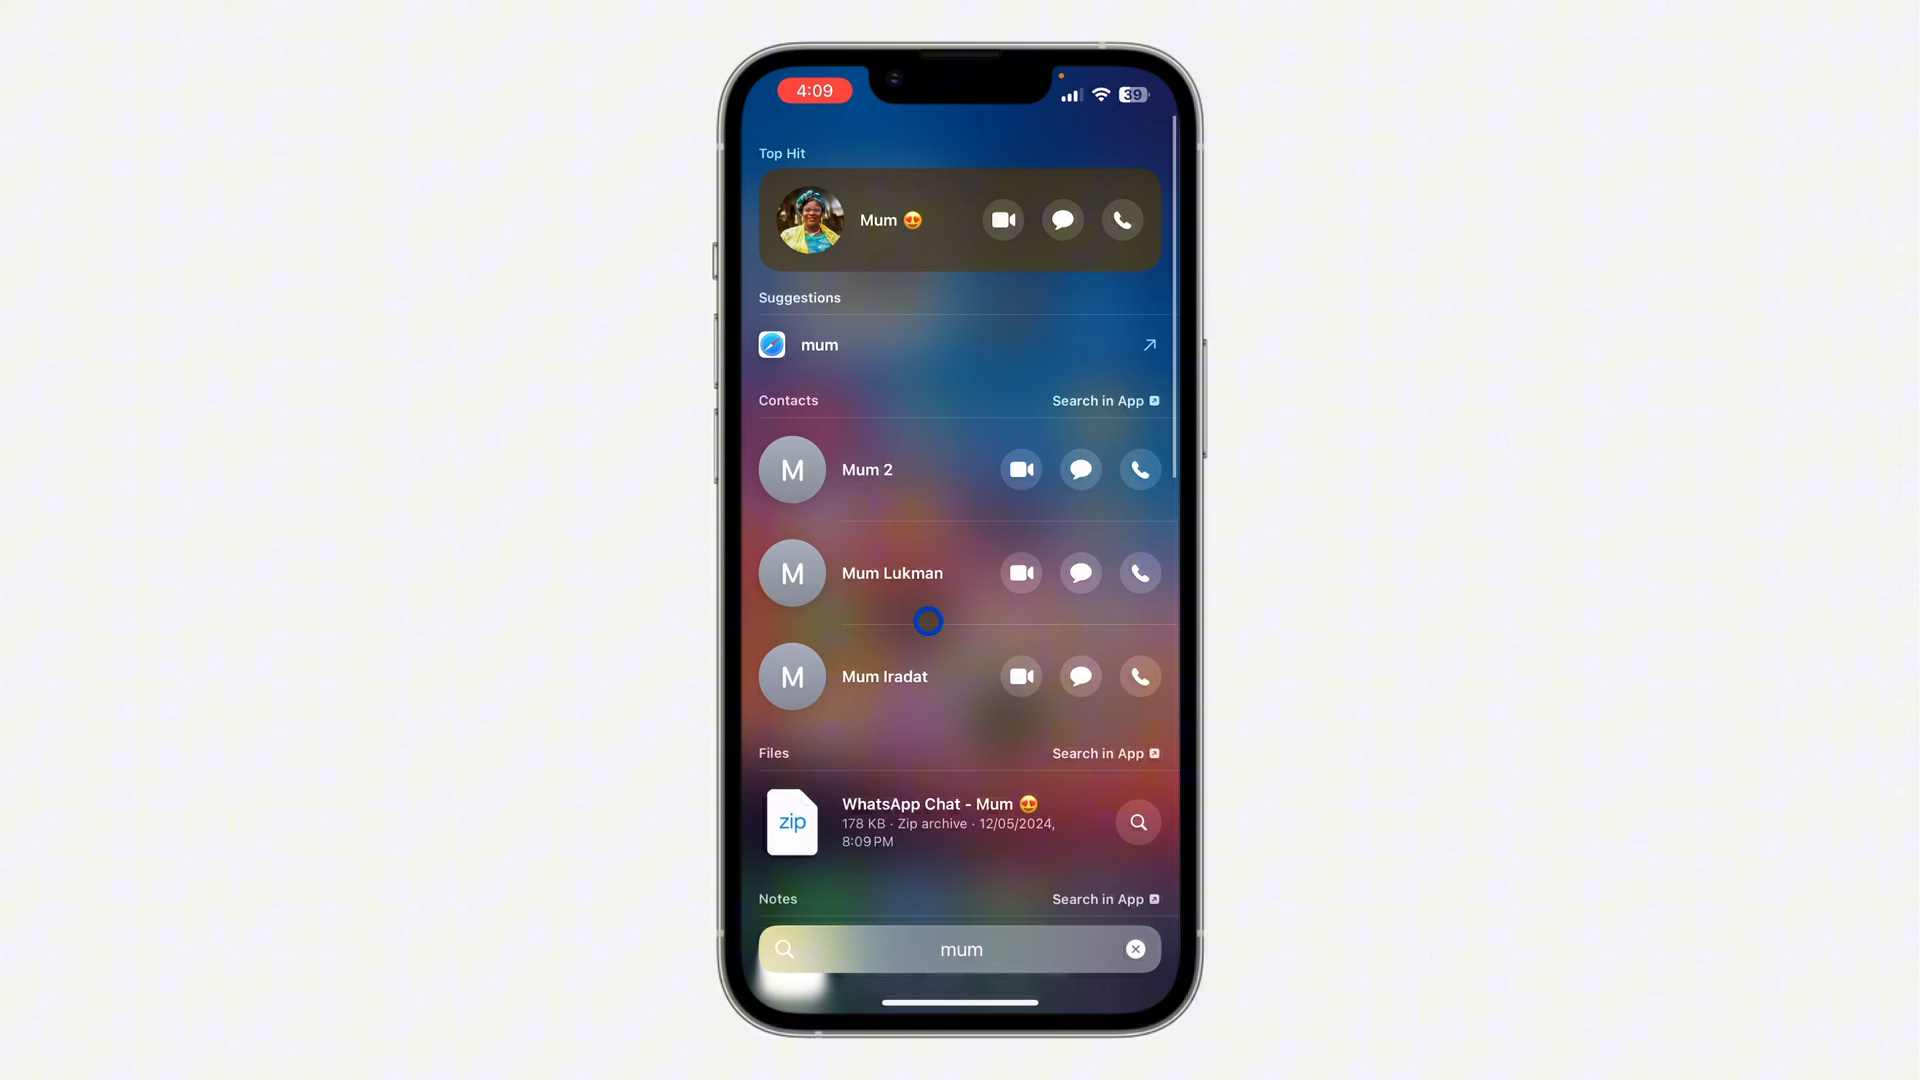 4:09
39
Top Hit
Mum 😍
Suggestions
mum
Contacts
Search in App
M
Mum 2
M
Mum Lukman
M
Mum Iradat
Files
Search in App
zip
WhatsApp Chat - Mum 😍
178 KB · Zip archive · 12/05/2024,
8:09 PM
Notes
Search in App
mum